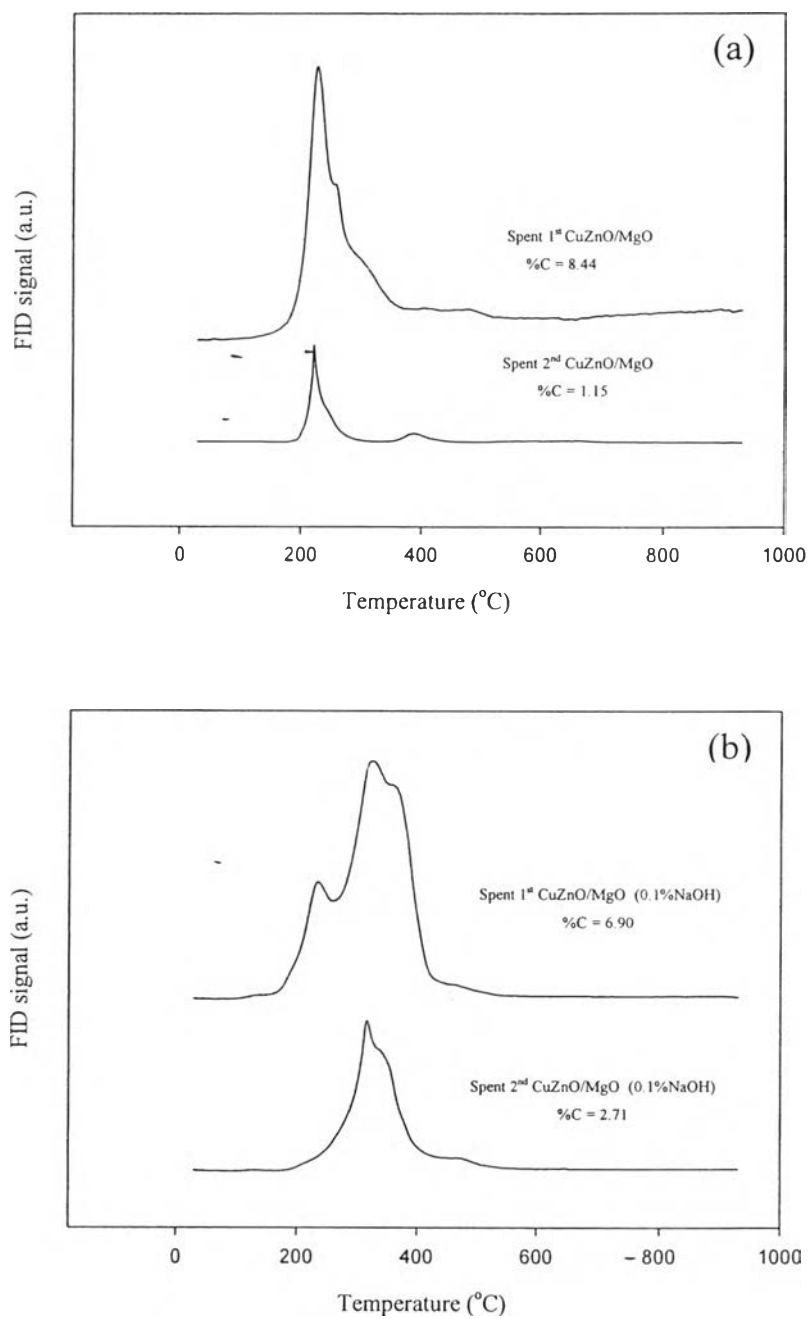 (a)
FID signal (a.u.)
Spent 1st CuZnO/MgO
%C = 8.44
Spent 2nd CuZnO/MgO
%C = 1.15
0 200 400 600 800 1000
Temperature (°C)
(b)
FID signal (a.u.)
Spent 1st CuZnO/MgO (0.1%NaOH)
%C = 6.90
Spent 2nd CuZnO/MgO (0.1%NaOH)
%C = 2.71
0 200 400 600 800 1000
Temperature (°C)